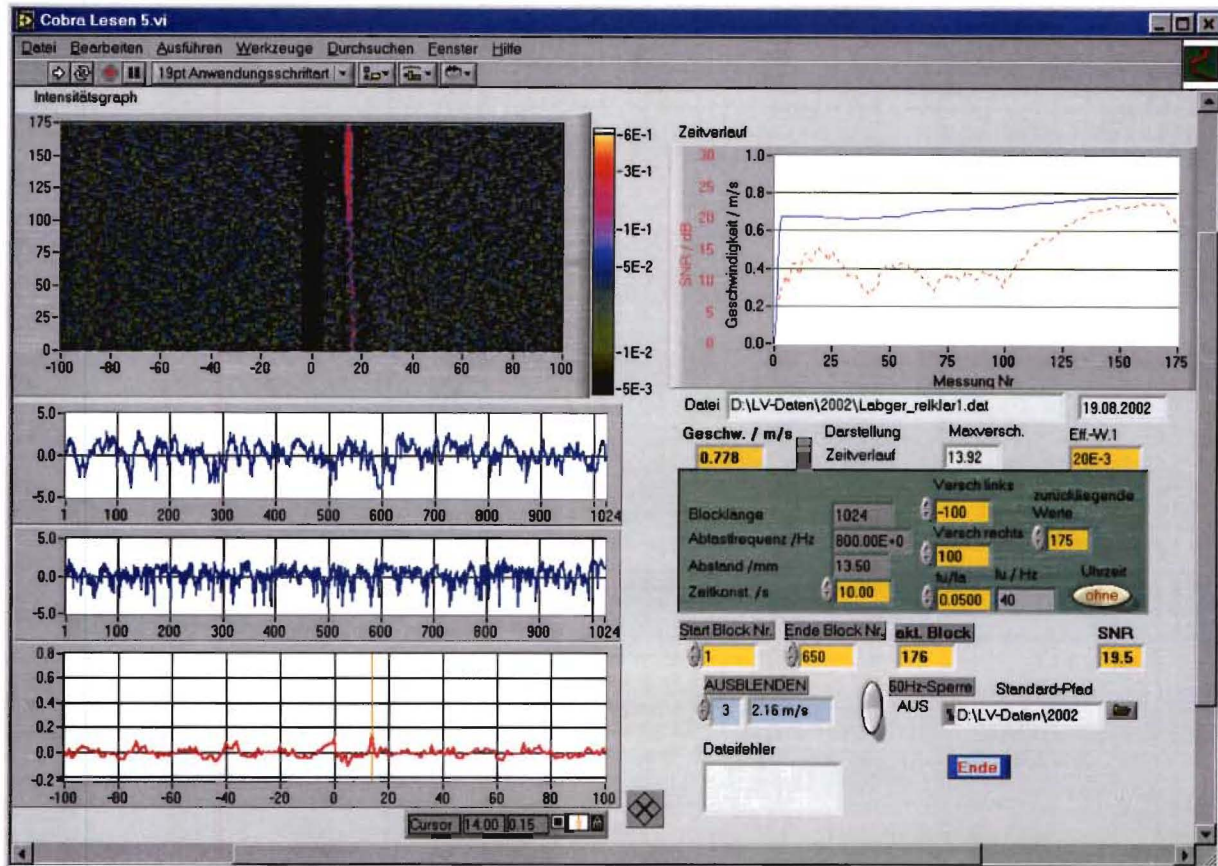 Cobra Lesen 5.vi
Datei Bearbeiten Ausführen Werkzeuge Durchsuchen Fenster Hilfe
19pt Anwendungsschriftart
Intensitätsgraph
175-
150-
125-
100-
75-
50-
25-
0-
-100 -80 -60 -40 -20 0 20 40 60 80 100
-6E-1
-3E-1
-1E-1
-5E-2
-1E-2
-5E-3
Zeitverlauf
SNR / dB
30
25
20
15
10
5
0
Geschwindigkeit / m/s
1.0
0.8
0.6
0.4
0.2
0.0
0 25 50 75 100 125 150 175
Messung Nr
Datei D:\LV-Daten\2002\Labger_relklar1.dat 19.08.2002
Geschw. / m/s Darstellung Maxversch. Eff.-W.1
0.778 Zeitverlauf 13.92 20E-3
5.0
0.0
-5.0
1 100 200 300 400 500 600 700 800 900 1024
Blocklänge 1024
Abtastfrequenz /Hz 800.00E+0
Abstand /mm 13.50
Zeitkonst. /s 10.00
Versch links
-100
Versch rechts
100
fu/fa fu / Hz
0.0500 40
zurückliegende
Werte
175
Uhrzeit
ohne
5.0
0.0
-5.0
1 100 200 300 400 500 600 700 800 900 1024
Start Block Nr. Ende Block Nr. akt. Block SNR
1 650 176 19.5
0.8
0.6
0.4
0.2
0.0
-0.2
-100 -80 -60 -40 -20 0 20 40 60 80 100
AUSBLENDEN
3 2.16 m/s
AUS
Standard-Pfad
D:\LV-Daten\2002
Dateifehler
Ende
Cursor 14.00 0.15